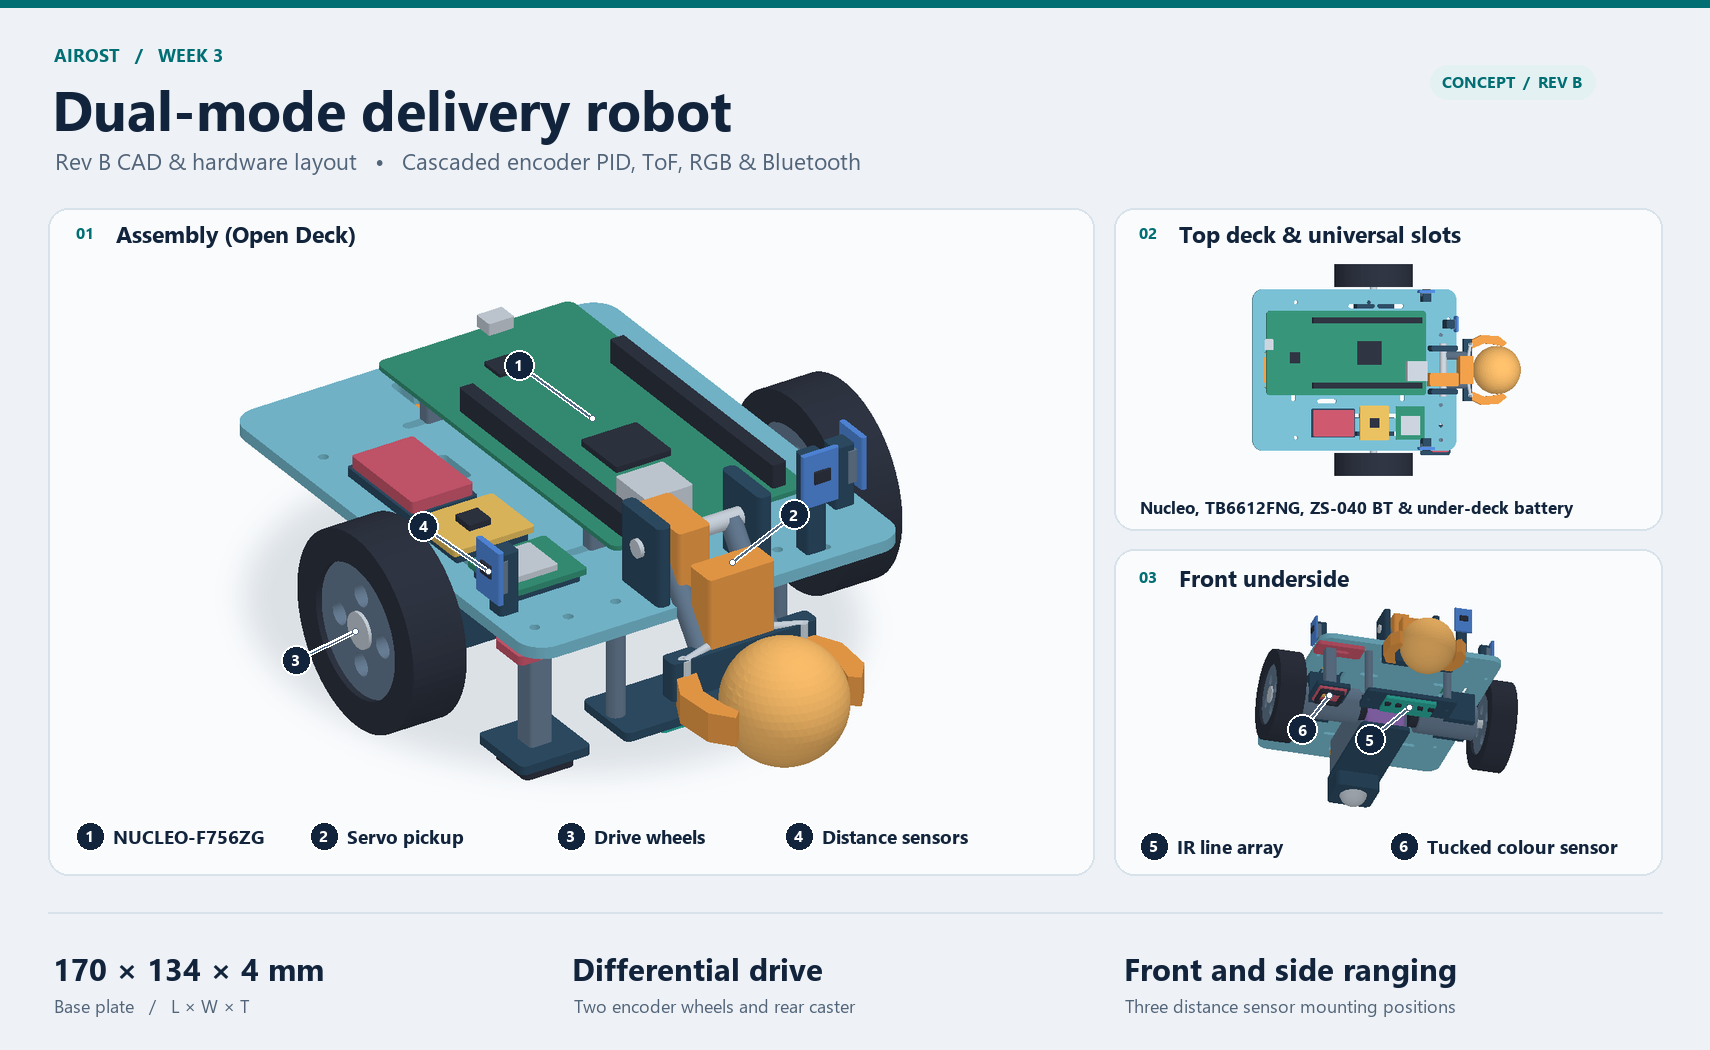 AIROST / WEEK 3
CONCEPT / REV B
Dual-mode delivery robot
Rev B CAD & hardware layout • Cascaded encoder PID, ToF, RGB & Bluetooth
01 Assembly (Open Deck)
1
2
4
3
1 NUCLEO-F756ZG 2 Servo pickup 3 Drive wheels 4 Distance sensors
02 Top deck & universal slots
Nucleo, TB6612FNG, ZS-040 BT & under-deck battery
03 Front underside
6
5
5 IR line array 6 Tucked colour sensor
170 × 134 × 4 mm
Base plate / L × W × T
Differential drive
Two encoder wheels and rear caster
Front and side ranging
Three distance sensor mounting positions